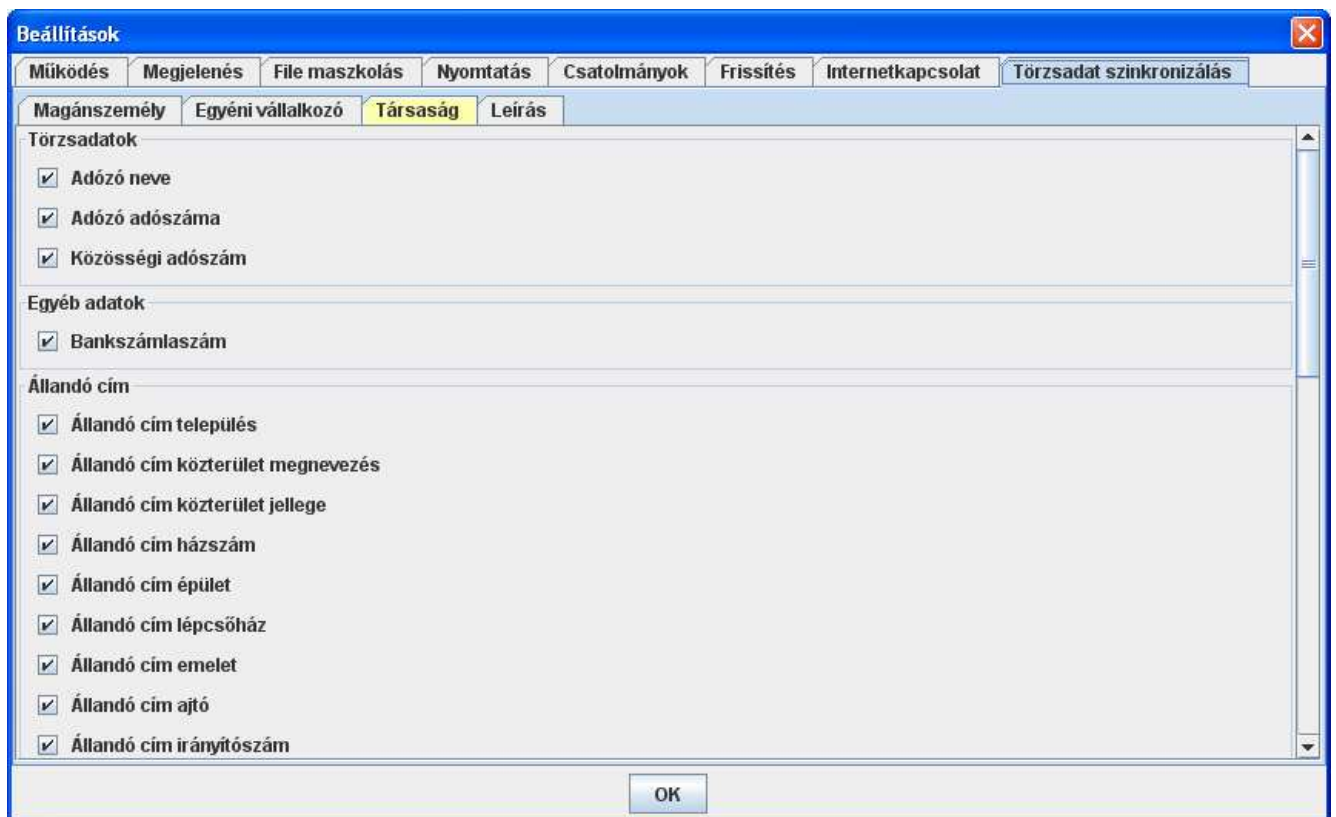 Beállítások
Működés Megjelenés File maszkolás Nyomtatás Csatolmányok Frissítés Internetkapcsolat Törzsadat szinkronizálás
Magánszemély Egyéni vállalkozó Társaság Leírás
Törzsadatok
Adózó neve
Adózó adószáma
Közösségi adószám
Egyéb adatok
Bankszámlaszám
Állandó cím
Állandó cím település
Állandó cím közterület megnevezés
Állandó cím közterület jellege
Állandó cím házszám
Állandó cím épület
Állandó cím lépcsőház
Állandó cím emelet
Állandó cím ajtó
Állandó cím irányítószám
OK